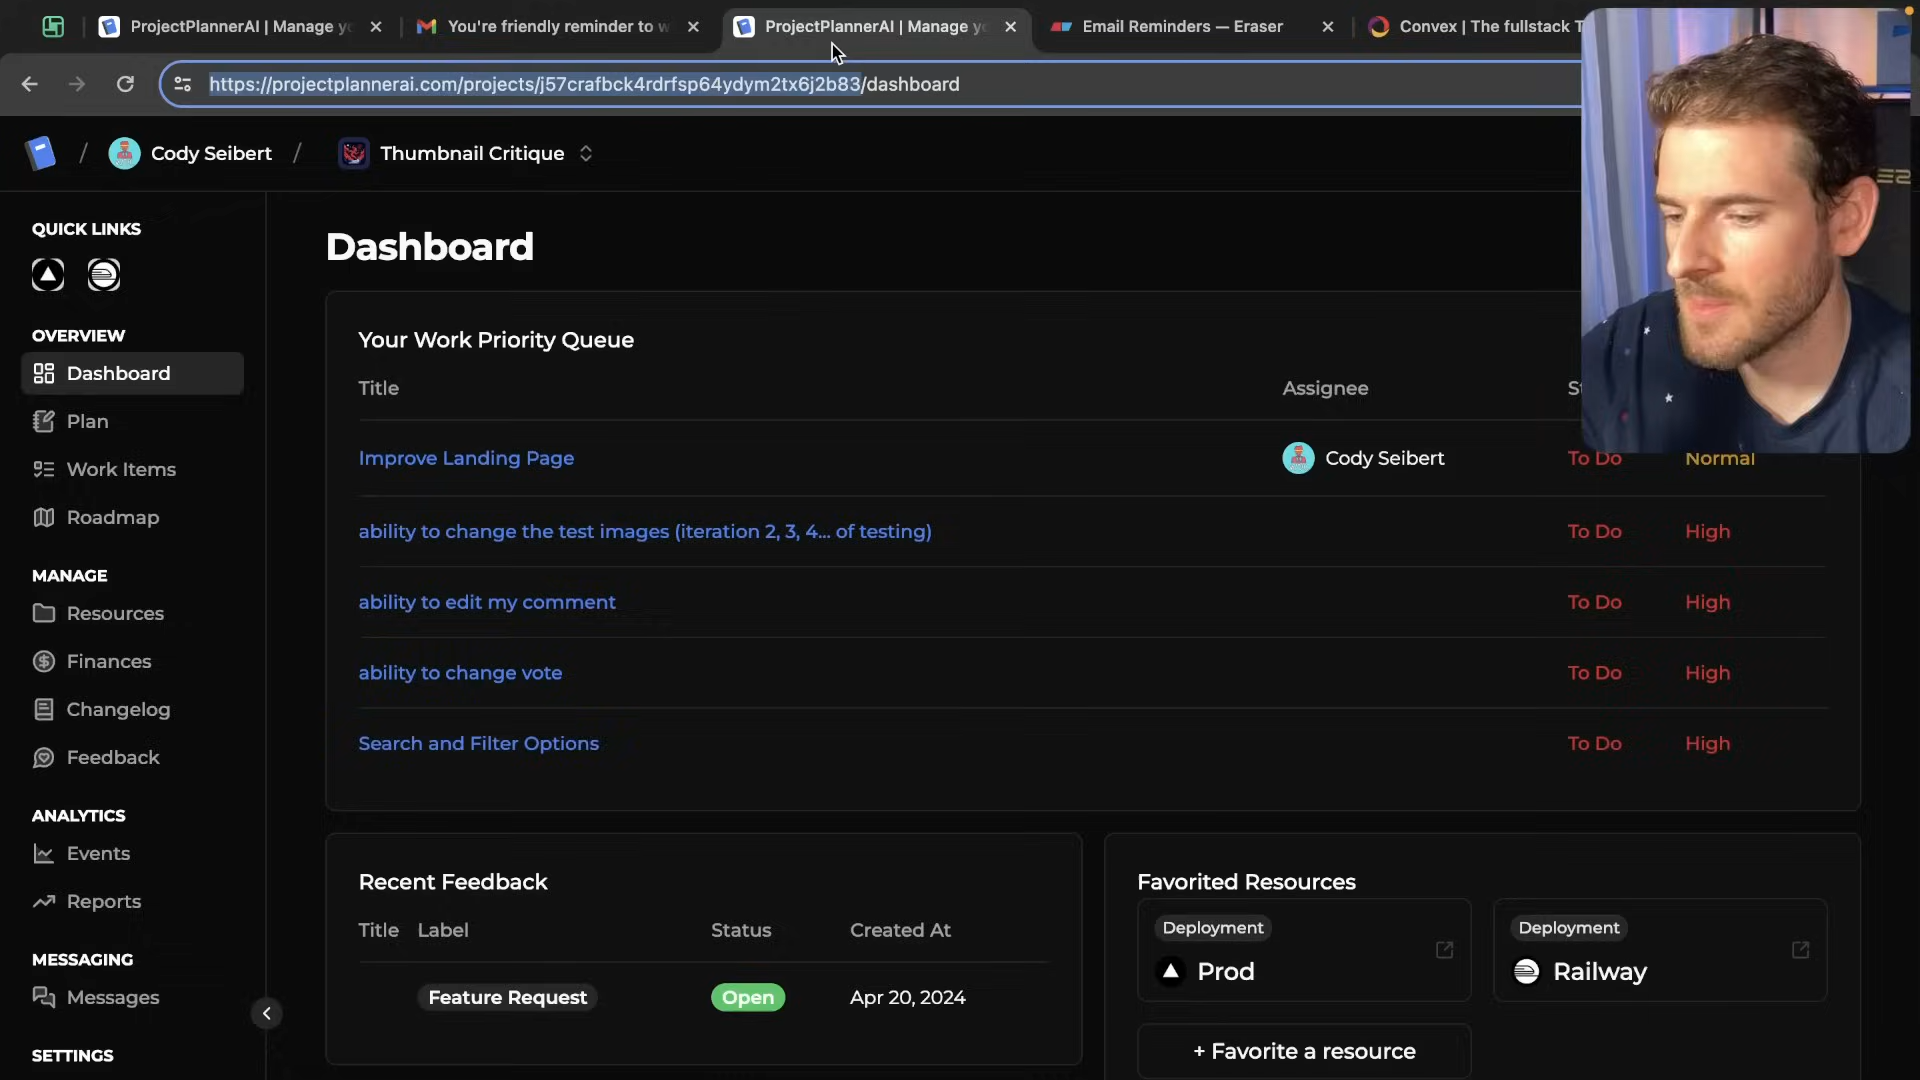 ProjectPlannerAI | Manage yo
You're friendly reminder to w
ProjectPlannerAI | Manage yo
Email Reminders — Eraser
Convex | The fullstack T
https://projectplannerai.com/projects/j57crafbck4rdrfsp64ydym2tx6j2b83/dashboard
/ Cody Seibert / Thumbnail Critique
QUICK LINKS
OVERVIEW
Dashboard
Plan
Work Items
Roadmap
MANAGE
Resources
Finances
Changelog
Feedback
ANALYTICS
Events
Reports
MESSAGING
Messages
SETTINGS
Dashboard
Your Work Priority Queue
Title Assignee
Improve Landing Page Cody Seibert To Do Normal
ability to change the test images (iteration 2, 3, 4... of testing) To Do High
ability to edit my comment To Do High
ability to change vote To Do High
Search and Filter Options To Do High
Recent Feedback
Title Label Status Created At
Feature Request Open Apr 20, 2024
Favorited Resources
Deployment
Prod
Deployment
Railway
+ Favorite a resource